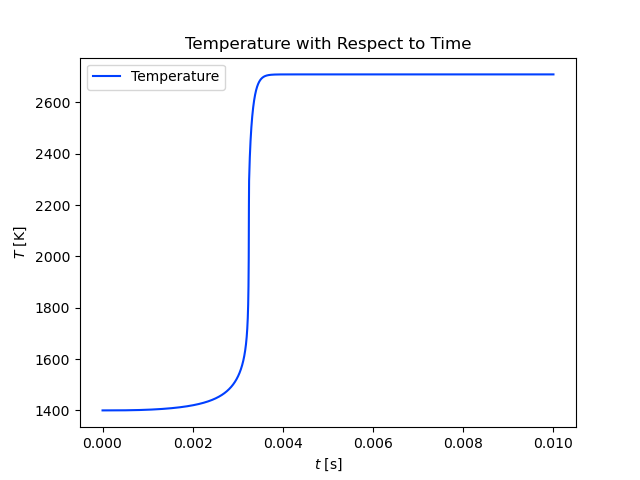 Temperature with Respect to Time
Temperature
2600
2400
2200
2000
1800
1600
1400
T [K]
0.000 0.002 0.004 0.006 0.008 0.010
t [s]